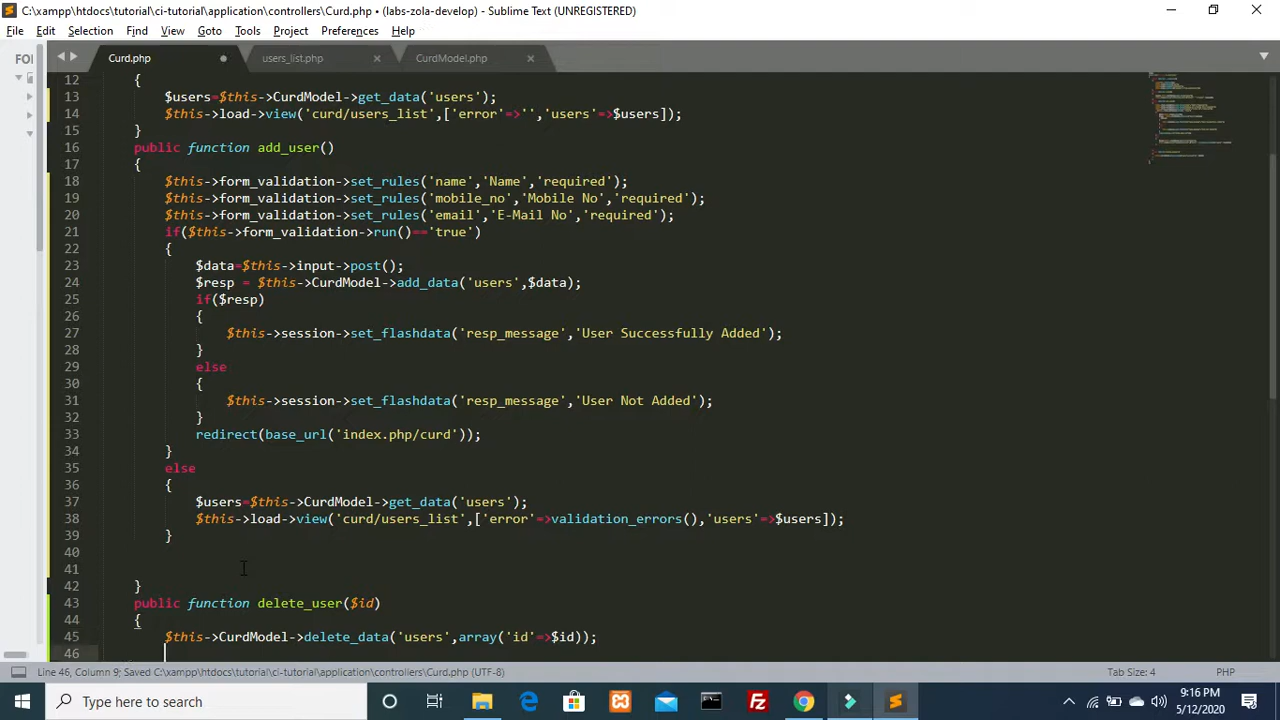 C:\xampp\htdocs\tutorial\ci-tutorial\application\controllers\Curd.php • (labs-zola-develop) - Sublime Text (UNREGISTERED)
File Edit Selection Find View Goto Tools Project Preferences Help
FO
Curd.php users_list.php CurdModel.php
12 {
13 $users=$this->CurdModel->get_data('users');
14 $this->load->view('curd/users_list',['error'=>'','users'=>$users]);
15 }
16 public function add_user()
17 {
18 $this->form_validation->set_rules('name','Name','required');
19 $this->form_validation->set_rules('mobile_no','Mobile No','required');
20 $this->form_validation->set_rules('email','E-Mail No','required');
21 if($this->form_validation->run()=='true')
22 {
23 $data=$this->input->post();
24 $resp = $this->CurdModel->add_data('users',$data);
25 if($resp)
26 {
27 $this->session->set_flashdata('resp_message','User Successfully Added');
28 }
29 else
30 {
31 $this->session->set_flashdata('resp_message','User Not Added');
32 }
33 redirect(base_url('index.php/curd'));
34 }
35 else
36 {
37 $users=$this->CurdModel->get_data('users');
38 $this->load->view('curd/users_list',['error'=>validation_errors(),'users'=>$users]);
39 }
40
41
42 }
43 public function delete_user($id)
44 {
45 $this->CurdModel->delete_data('users',array('id'=>$id));
46
Line 46, Column 9; Saved C:\xampp\htdocs\tutorial\ci-tutorial\application\controllers\Curd.php (UTF-8) Tab Size: 4 PHP
Type here to search
9:16 PM
5/12/2020